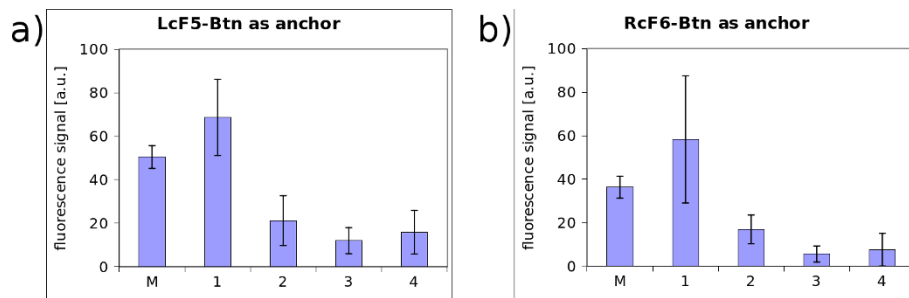 a)
LcF5-Btn as anchor
fluorescence signal [a.u.]
100
80
60
40
20
0
M 1 2 3 4
b)
RcF6-Btn as anchor
fluorescence signal [a.u.]
100
80
60
40
20
0
M 1 2 3 4